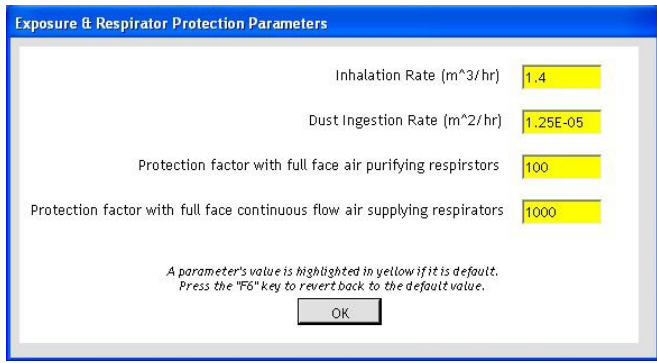 Exposure & Respirator Protection Parameters
Inhalation Rate (m^3/hr) 1.4
Dust Ingestion Rate (m^2/hr) 1.25E-05
Protection factor with full face air purifying respirstors 100
Protection factor with full face continuous flow air supplying respirators 1000
A parameter's value is highlighted in yellow if it is default.
Press the "F6" key to revert back to the default value.
OK